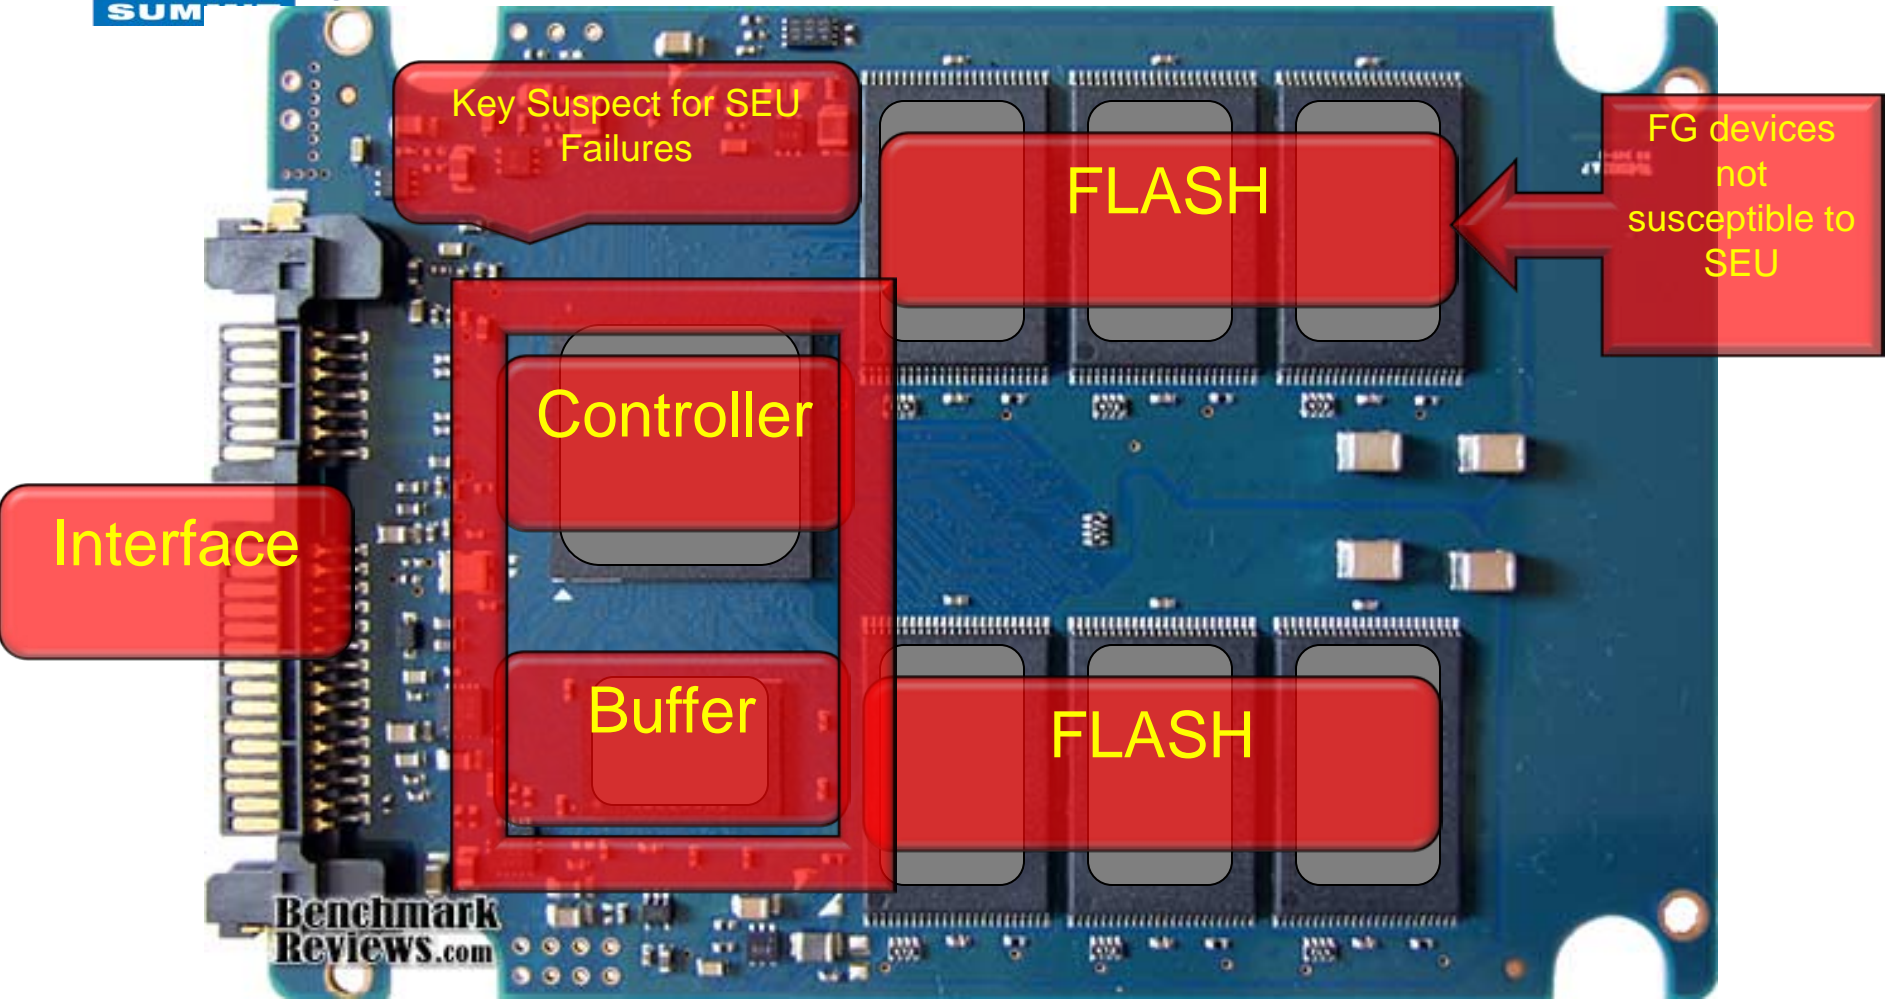 SUM
Key Suspect for SEU
Failures
FLASH
FG devices
not
susceptible to
SEU
Controller
Interface
Buffer
FLASH
Benchmark
Reviews.com